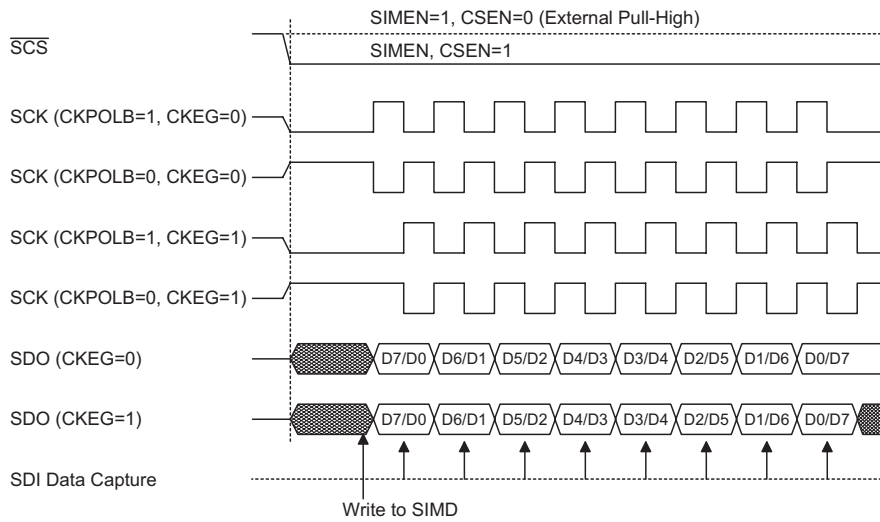 SIMEN=1, CSEN=0 (External Pull-High)
SCS
SIMEN, CSEN=1
SCK (CKPOLB=1, CKEG=0)
SCK (CKPOLB=0, CKEG=0)
SCK (CKPOLB=1, CKEG=1)
SCK (CKPOLB=0, CKEG=1)
SDO (CKEG=0) D7/D0 D6/D1 D5/D2 D4/D3 D3/D4 D2/D5 D1/D6 D0/D7
SDO (CKEG=1) D7/D0 D6/D1 D5/D2 D4/D3 D3/D4 D2/D5 D1/D6 D0/D7
SDI Data Capture
Write to SIMD